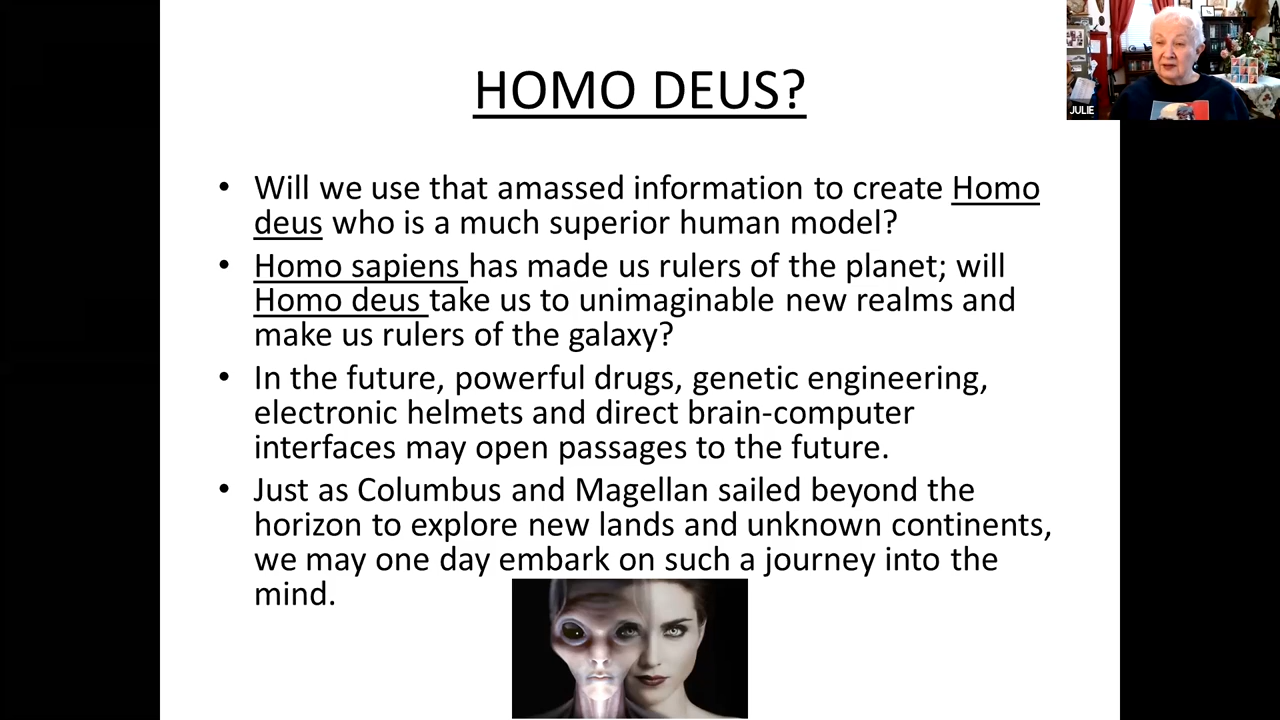 HOMO DEUS?
JULIE
• Will we use that amassed information to create Homo
deus who is a much superior human model?
• Homo sapiens has made us rulers of the planet; will
Homo deus take us to unimaginable new realms and
make us rulers of the galaxy?
• In the future, powerful drugs, genetic engineering,
electronic helmets and direct brain-computer
interfaces may open passages to the future.
• Just as Columbus and Magellan sailed beyond the
horizon to explore new lands and unknown continents,
we may one day embark on such a journey into the
mind.